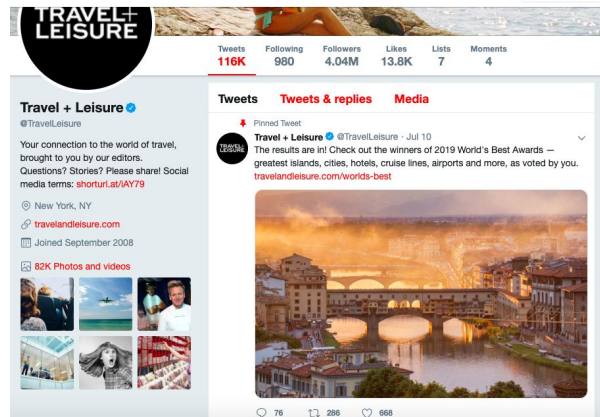 TRAVEL+
LEISURE
Tweets Following Followers Likes Lists Moments
116K 980 4.04M 13.8K 7 4
Travel + Leisure
@TravelLeisure
Your connection to the world of travel,
brought to you by our editors.
Questions? Stories? Please share! Social
media terms: shorturl.at/iAY79
New York, NY
travelandleisure.com
Joined September 2008
82K Photos and videos
Tweets Tweets & replies Media
Pinned Tweet
Travel + Leisure @TravelLeisure · Jul 10
The results are in! Check out the winners of 2019 World's Best Awards —
greatest islands, cities, hotels, cruise lines, airports and more, as voted by you.
travelandleisure.com/worlds-best
TRAVEL+
LEISURE
76 286 668